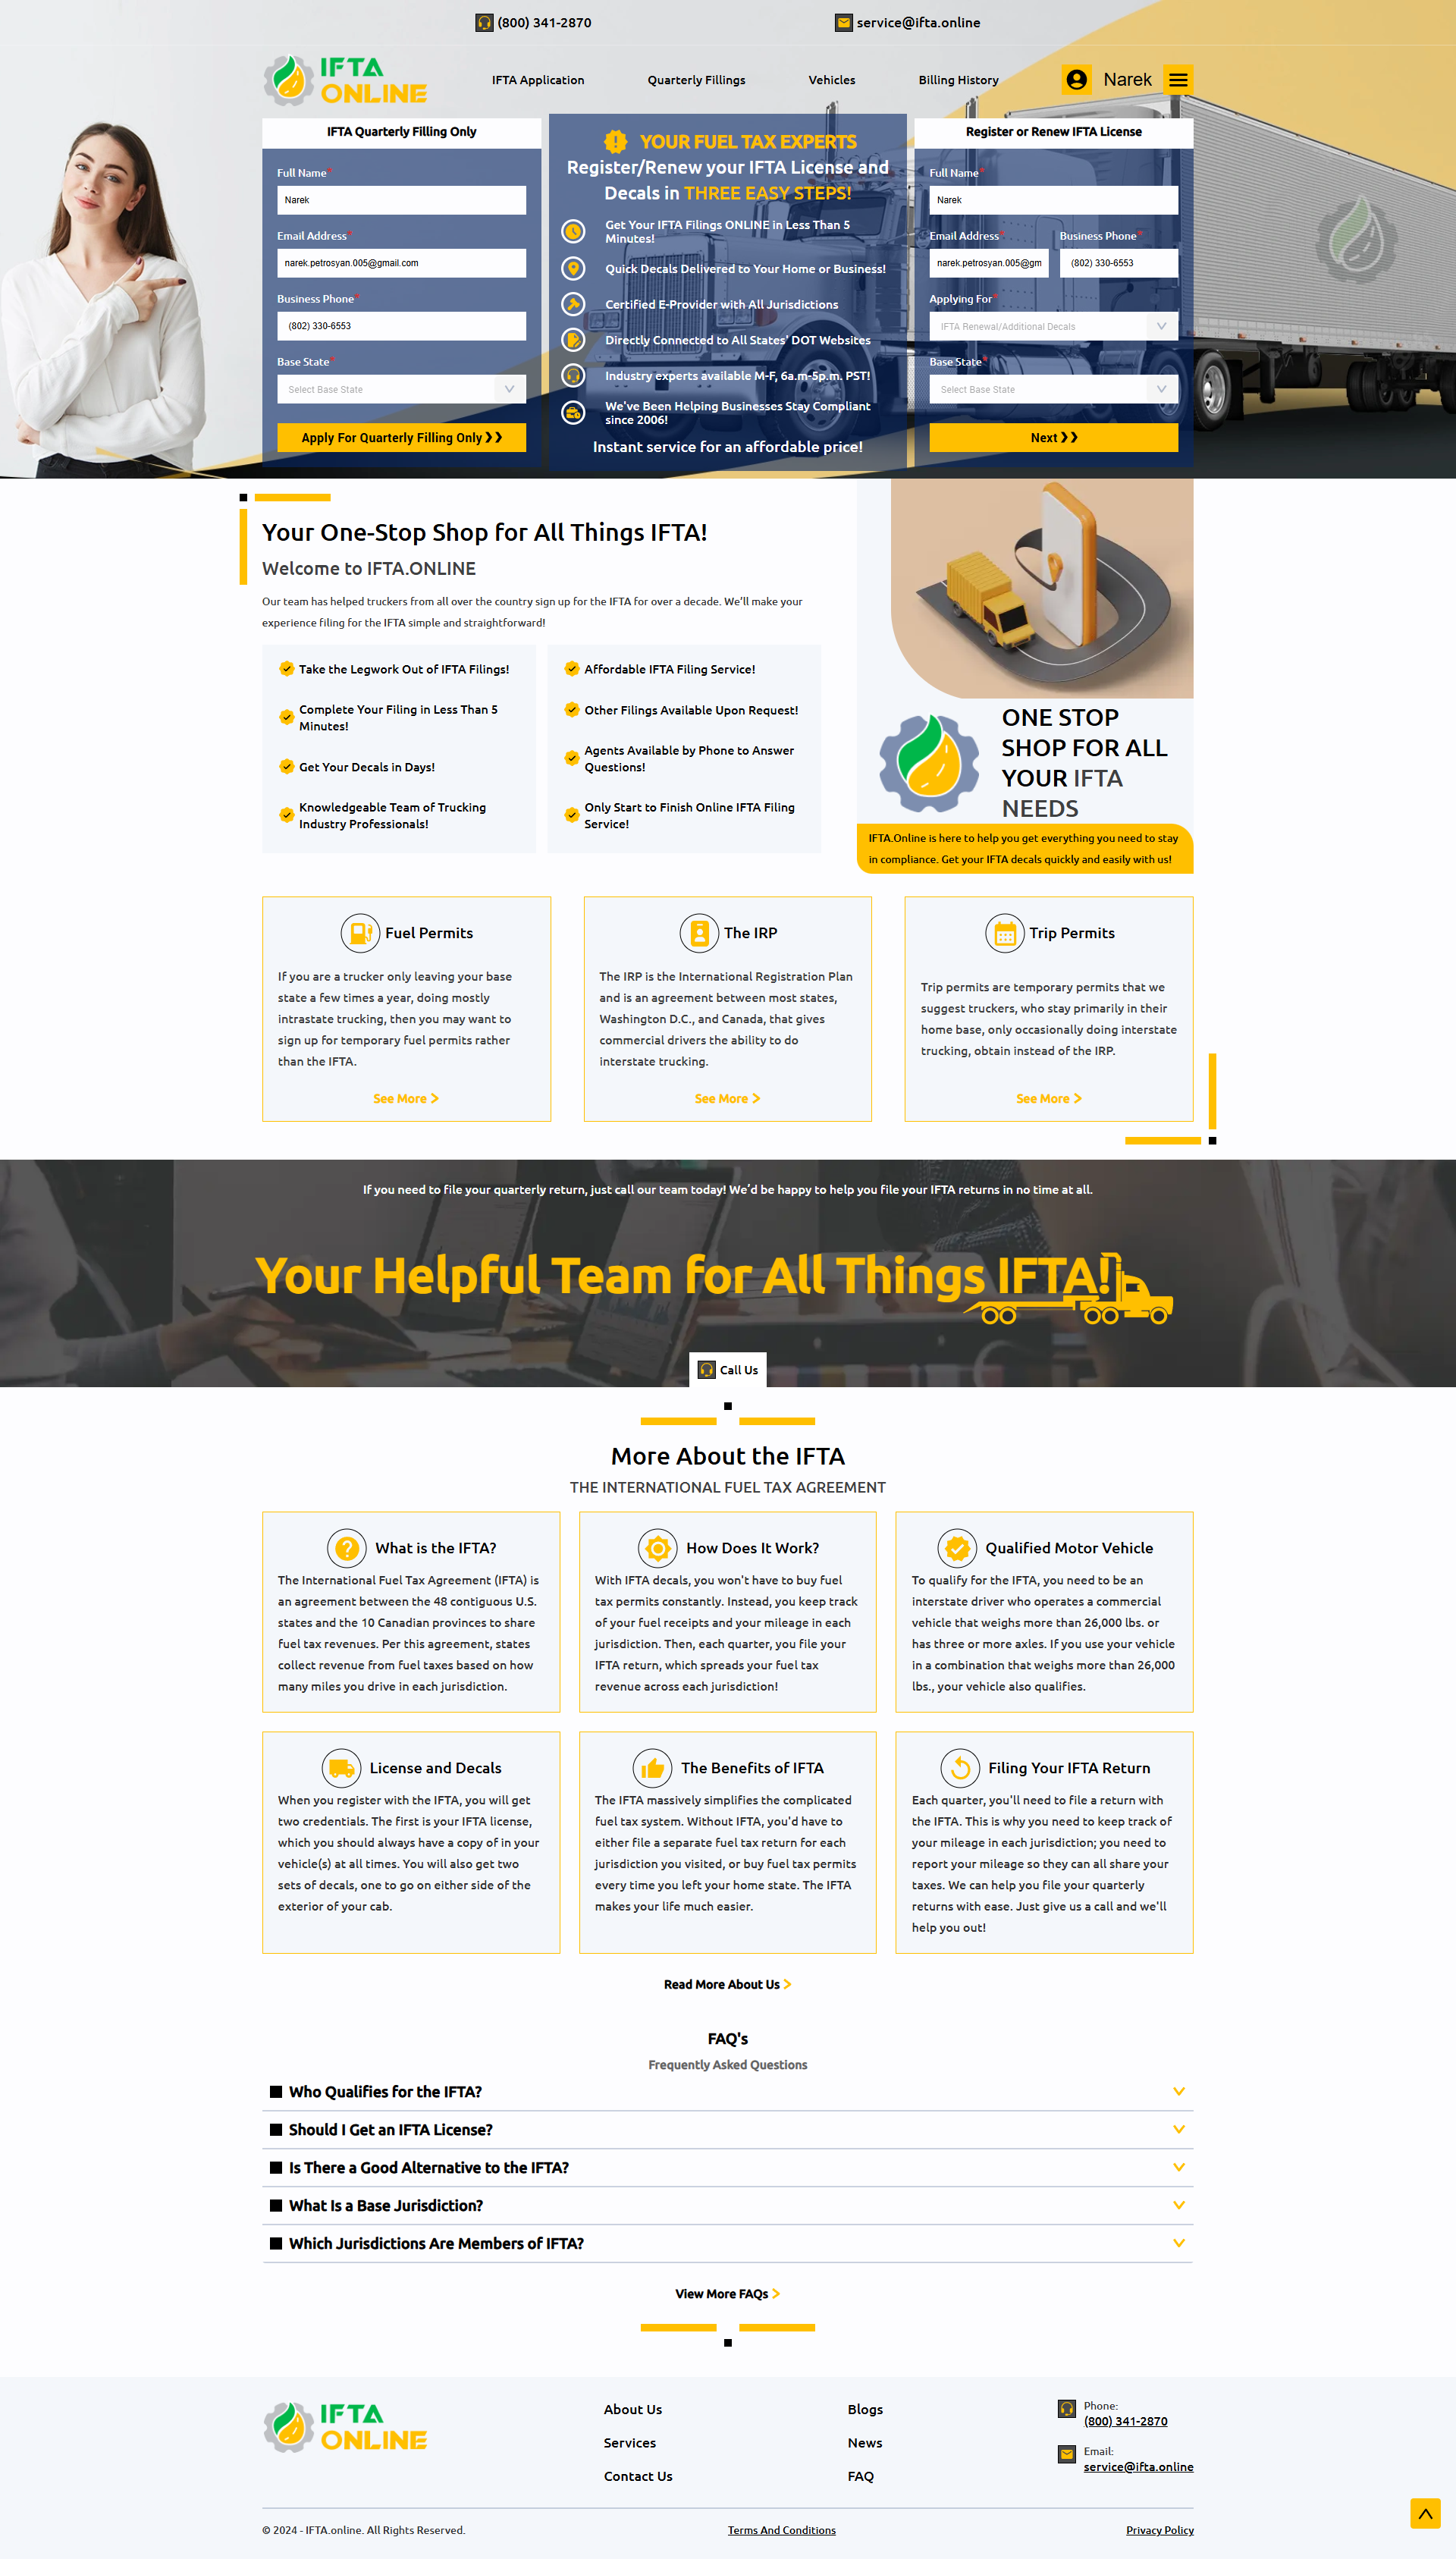 (800) 341-2870
service@ifta.online
IFTA
ONLINE
IFTA Application
Quarterly Fillings
Vehicles
Billing History
Narek
IFTA Quarterly Filling Only
Full Name*
Narek
Email Address*
narek.petrosyan.005@gmail.com
Business Phone*
(802) 330-6553
Base State*
Select Base State
Apply For Quarterly Filling Only
YOUR FUEL TAX EXPERTS
Register/Renew your IFTA License and
Decals in THREE EASY STEPS!
Get Your IFTA Filings ONLINE in Less Than 5
Minutes!
Quick Decals Delivered to Your Home or Business!
Certified E-Provider with All Jurisdctions
Directly Connected to All States' DOT Websites
Industry experts available M-F, 6a.m-5p.m. PST!
We've Been Helping Businesses Stay Compliant
since 2006!
Instant service for an affordable price!
Register or Renew IFTA License
Full Name*
Narek
Email Address*
Business Phone*
narek.petrosyan.005@gm
(802) 330-6553
Applying For*
IFTA Renewal/Additional Decals
Base State*
Select Base State
Next
Your One-Stop Shop for All Things IFTA!
Welcome to IFTA.ONLINE
Our team has helped truckers from all over the country sign up for the IFTA for over a decade. We'll make your
experience filing for the IFTA simple and straightforward!
Take the Legwork Out of IFTA Filings!
Complete Your Filing in Less Than 5
Minutes!
Get Your Decals in Days!
Knowledgeable Team of Trucking
Industry Professionals!
Affordable IFTA Filing Service!
Other Filings Available Upon Request!
Agents Available by Phone to Answer
Questions!
Only Start to Finish Online IFTA Filing
Service!
ONE STOP
SHOP FOR ALL
YOUR IFTA
NEEDS
IFTA.Online is here to help you get everything you need to stay
in compliance. Get your IFTA decals quickly and easily with us!
Fuel Permits
If you are a trucker only leaving your base
state a few times a year, doing mostly
intrastate trucking, then you may want to
sign up for temporary fuel permits rather
than the IFTA.
See More
The IRP
The IRP is the International Registration Plan
and is an agreement between most states,
Washington D.C., and Canada, that gives
commercial drivers the ability to do
interstate trucking.
See More
Trip Permits
Trip permits are temporary permits that we
suggest truckers, who stay primarily in their
home base, only occasionally doing interstate
trucking, obtain instead of the IRP.
See More
If you need to file your quarterly return, just call our team today! We'd be happy to help you file your IFTA returns in no time at all.
Your Helpful Team for All Things IFTA!
Call Us
More About the IFTA
THE INTERNATIONAL FUEL TAX AGREEMENT
What is the IFTA?
The International Fuel Tax Agreement (IFTA) is
an agreement between the 48 contiguous U.S.
states and the 10 Canadian provinces to share
fuel tax revenues. Per this agreement, states
collect revenue from fuel taxes based on how
many miles you drive in each jurisdiction.
How Does It Work?
With IFTA decals, you won't have to buy fuel
tax permits constantly. Instead, you keep track
of your fuel receipts and your mileage in each
jurisdiction. Then, each quarter, you file your
IFTA return, which spreads your fuel tax
revenue across each jurisdiction!
Qualified Motor Vehicle
To qualify for the IFTA, you need to be an
interstate driver who operates a commercial
vehicle that weighs more than 26,000 lbs. or
has three or more axles. If you use your vehicle
in a combination that weighs more than 26,000
lbs., your vehicle also qualifies.
License and Decals
When you register with the IFTA, you will get
two credentials. The first is your IFTA license,
which you should always have a copy of in your
vehicle(s) at all times. You will also get two
sets of decals, one to go on either side of the
exterior of your cab.
The Benefits of IFTA
The IFTA massively simplifies the complicated
fuel tax system. Without IFTA, you'd have to
either file a separate fuel tax return for each
jurisdiction you visited, or buy fuel tax permits
every time you left your home state. The IFTA
makes your life much easier.
Filing Your IFTA Return
Each quarter, you'll need to file a return with
the IFTA. This is why you need to keep track of
your mileage in each jurisdiction; you need to
report your mileage so they can all share your
taxes. We can help you file your quarterly
returns with ease. Just give us a call and we'll
help you out!
Read More About Us
FAQ's
Frequently Asked Questions
Who Qualifies for the IFTA?
Should I Get an IFTA License?
Is There a Good Alternative to the IFTA?
What Is a Base Jurisdiction?
Which Jurisdictions Are Members of IFTA?
View More FAQs
IFTA
ONLINE
About Us
Services
Contact Us
Blogs
News
FAQ
Phone:
(800) 341-2870
Email:
service@ifta.online
© 2024 - IFTA.online. All Rights Reserved.
Terms And Conditions
Privacy Policy